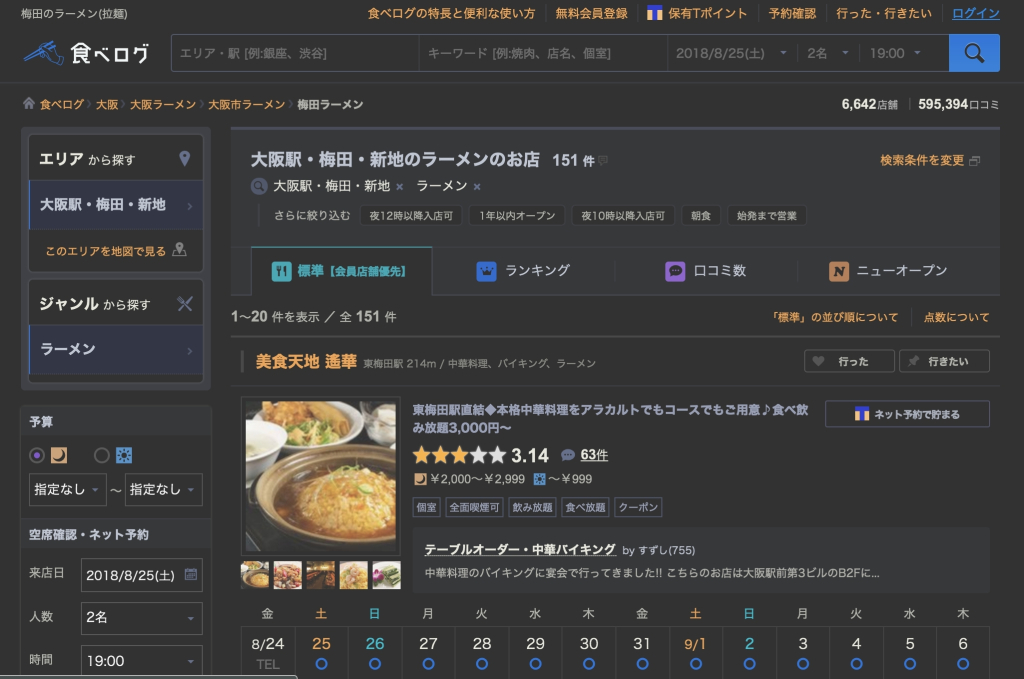 梅田のラーメン(拉麺)
食べログの特長と便利な使い方 無料会員登録 保有Tポイント 予約確認 行った・行きたい ログイン
食べログ エリア・駅 [例:銀座、渋谷] キーワード [例:焼肉、店名、個室] 2018/8/25(土) 2名 19:00
食べログ 大阪 大阪ラーメン 大阪市ラーメン 梅田ラーメン 6,642店舗 595,394口コミ
エリア から探す
大阪駅・梅田・新地
このエリアを地図で見る
ジャンル から探す
ラーメン
予算
指定なし ～ 指定なし
空席確認・ネット予約
来店日 2018/8/25(土)
人数 2名
時間 19:00
大阪駅・梅田・新地のラーメンのお店 151 件
検索条件を変更
大阪駅・梅田・新地 × ラーメン ×
さらに絞り込む 夜12時以降入店可 1年以内オープン 夜10時以降入店可 朝食 始発まで営業
標準【会員店舗優先】 ランキング 口コミ数 N ニューオープン
1～20 件を表示 / 全 151 件
「標準」の並び順について 点数について
美食天地 遙華 東梅田駅 214m / 中華料理、バイキング、ラーメン
行った 行きたい
東梅田駅直結◆本格中華料理をアラカルトでもコースでもご用意♪食べ飲
み放題3,000円～
ネット予約で貯まる
3.14 63件
￥2,000～￥2,999 ～￥999
個室 全面喫煙可 飲み放題 食べ放題 クーポン
テーブルオーダー・中華バイキング by すずし(755)
中華料理のバイキングに宴会で行ってきました!! こちらのお店は大阪駅前第3ビルのB2Fに...
金 土 日 月 火 水 木 金 土 日 月 火 水 木
8/24 25 26 27 28 29 30 31 9/1 2 3 4 5 6
TEL